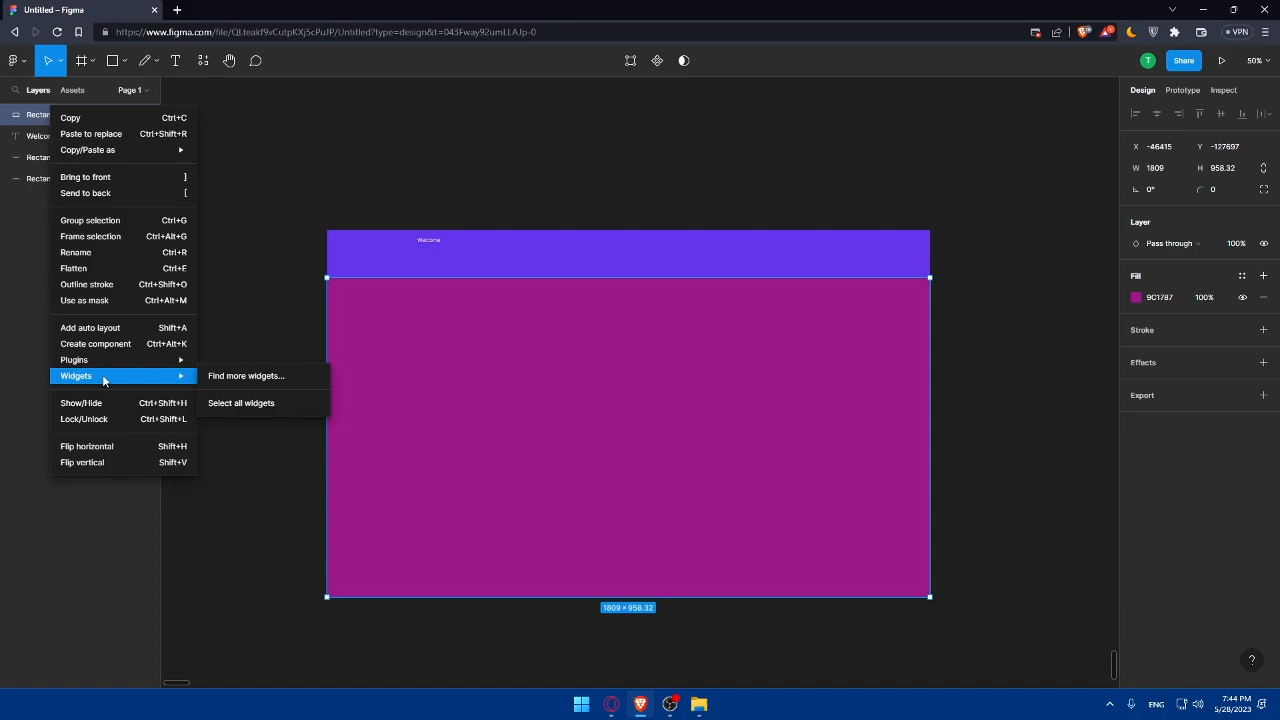 Untitled – Figma
https://www.figma.com/file/QLteakf9vCutpKXj5cPuJP/Untitled?type=design&t=043Fway92umLLAJp-0
VPN
T
Share
50%
Layers
Assets
Page 1
Design
Prototype
Inspect
Rectan
Welcom
Rectan
Rectan
Copy Ctrl+C
Paste to replace Ctrl+Shift+R
Copy/Paste as
Bring to front ]
Send to back [
Group selection Ctrl+G
Frame selection Ctrl+Alt+G
Rename Ctrl+R
Flatten Ctrl+E
Outline stroke Ctrl+Shift+O
Use as mask Ctrl+Alt+M
Add auto layout Shift+A
Create component Ctrl+Alt+K
Plugins
Widgets
Show/Hide Ctrl+Shift+H
Lock/Unlock Ctrl+Shift+L
Flip horizontal Shift+H
Flip vertical Shift+V
Find more widgets...
Select all widgets
Welcome
1809 × 958.32
X -46415 Y -127697
W 1809 H 958.32
0° 0
Layer
Pass through 100%
Fill
9C1787 100%
Stroke
Effects
Export
?
ENG
7:44 PM
5/28/2023